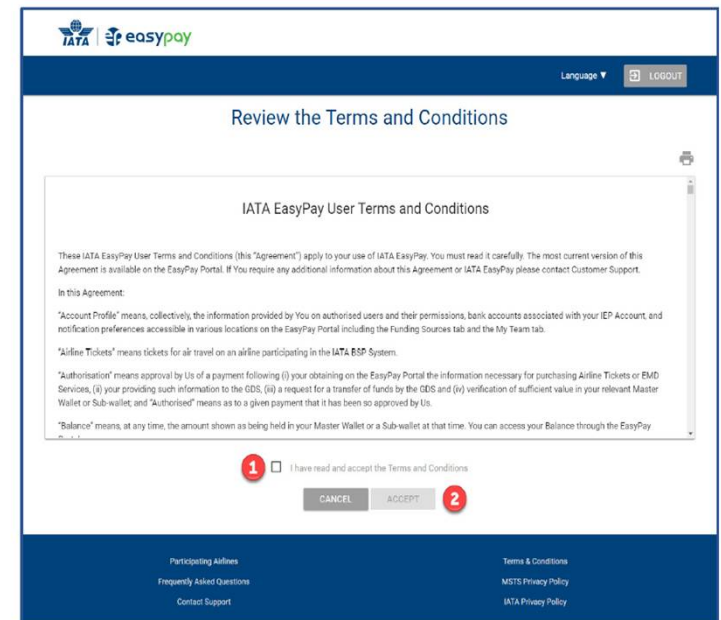 IATA easypay
Language ▼ LOGOUT
Review the Terms and Conditions
IATA EasyPay User Terms and Conditions
These IATA EasyPay User Terms and Conditions (this "Agreement") apply to your use of IATA EasyPay. You must read it carefully. The most current version of this
Agreement is available on the EasyPay Portal. If You require any additional information about this Agreement or IATA EasyPay please contact Customer Support.
In this Agreement:
"Account Profile" means, collectively, the information provided by You on authorised users and their permissions, bank accounts associated with your IEP Account, and
notification preferences accessible in various locations on the EasyPay Portal including the Funding Sources tab and the My Team tab.
"Airline Tickets" means tickets for air travel on an airline participating in the IATA BSP System.
"Authorisation" means approval by Us of a payment following (i) your obtaining on the EasyPay Portal the information necessary for purchasing Airline Tickets or EMD
Services, (ii) your providing such information to the GDS, (iii) a request for a transfer of funds by the GDS and (iv) verification of sufficient value in your relevant Master
Wallet or Sub-wallet; and "Authorised" means as to a given payment that it has been so approved by Us.
"Balance" means, at any time, the amount shown as being held in your Master Wallet or a Sub-wallet at that time. You can access your Balance through the EasyPay
1 I have read and accept the Terms and Conditions
CANCEL ACCEPT 2
Participating Airlines
Terms & Conditions
Frequently Asked Questions
MSTS Privacy Policy
Contact Support
IATA Privacy Policy